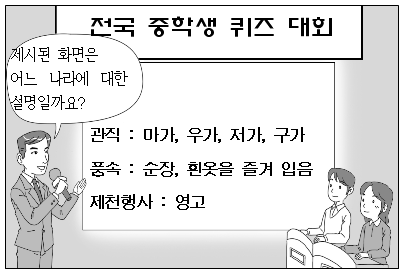 전국 중학생 퀴즈 대회
제시된 화면은
어느 나라에 대한
설명일까요?
관직 : 마가, 우가, 저가, 구가
풍속 : 순장, 흰옷을 즐겨 입음
제천행사 : 영고